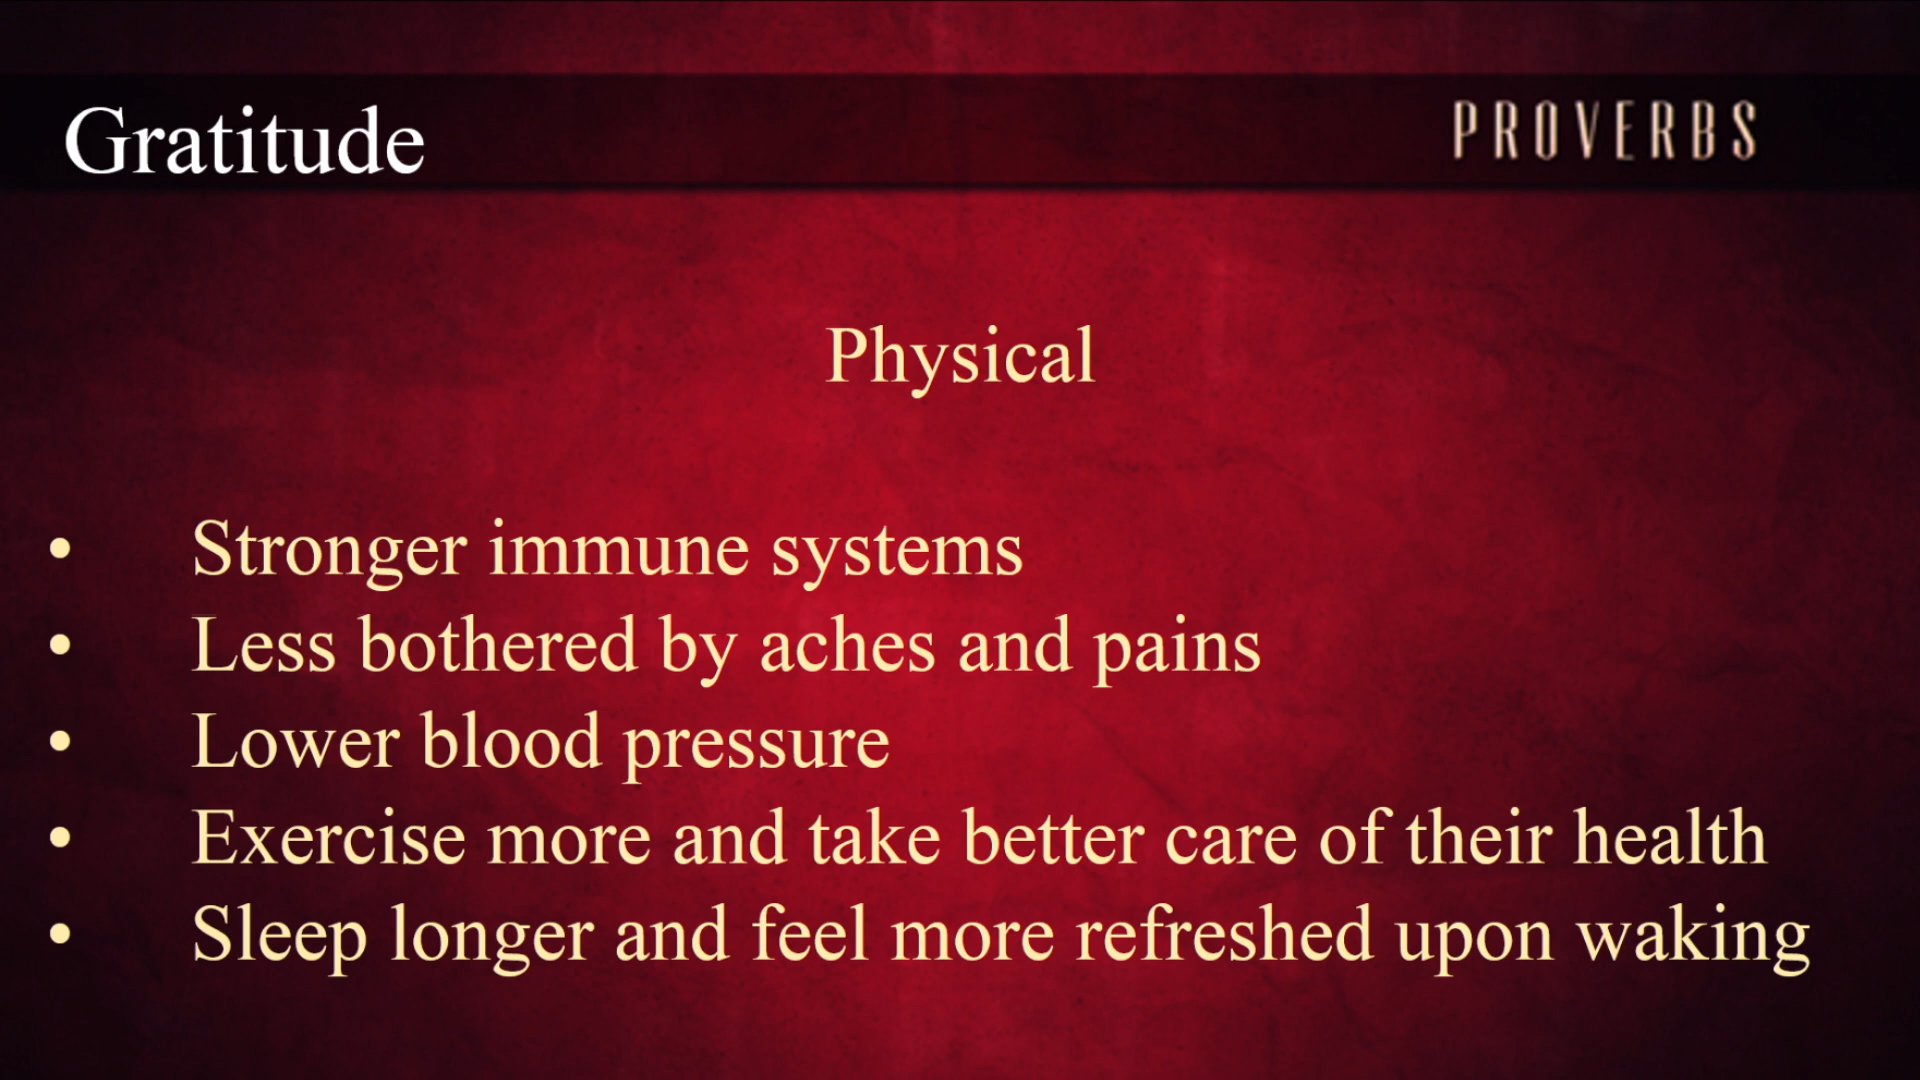 Gratitude
PROVERBS
Physical
• Stronger immune systems
• Less bothered by aches and pains
• Lower blood pressure
• Exercise more and take better care of their health
• Sleep longer and feel more refreshed upon waking